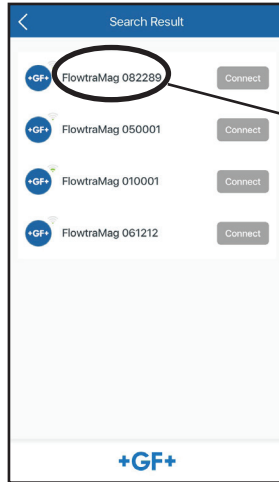 Search Result
+GF+ FlowtraMag 082289 Connect
+GF+ FlowtraMag 050001 Connect
+GF+ FlowtraMag 010001 Connect
+GF+ FlowtraMag 061212 Connect
+GF+